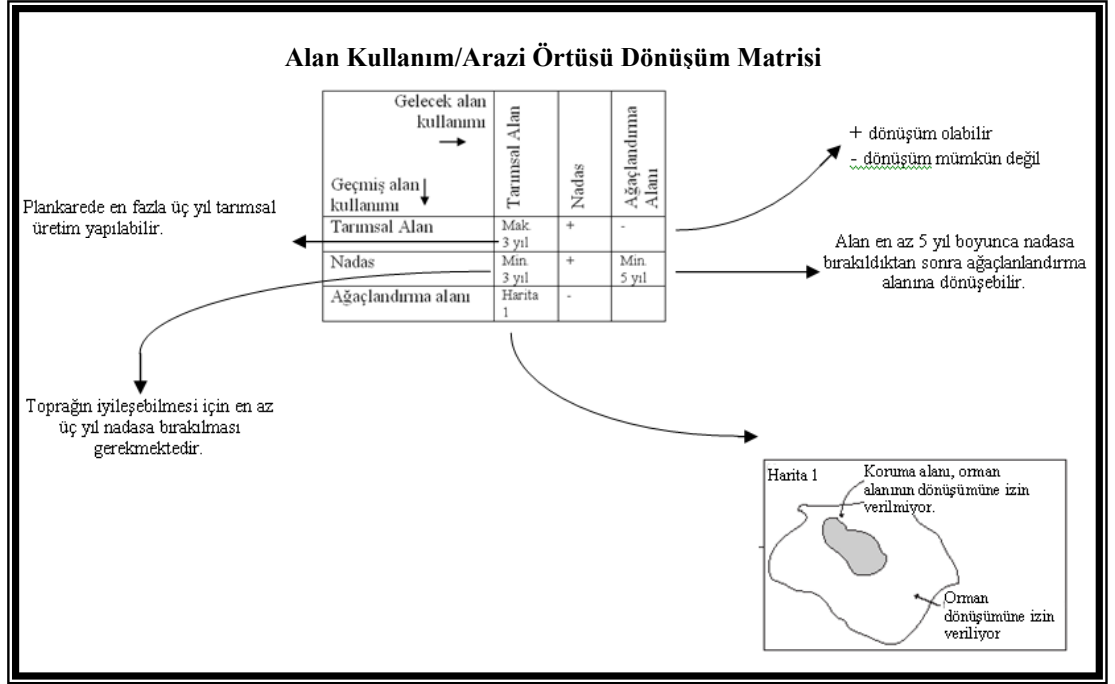 Alan Kullanım/Arazi Örtüsü Dönüşüm Matrisi
Gelecek alan
kullanımı
Geçmiş alan
kullanımı
Tarımsal Alan
Nadas
Ağaçlandırma
Alanı
Tarımsal Alan
Mak.
3 yıl
+
-
Nadas
Min.
3 yıl
+
Min.
5 yıl
Ağaçlandırma alanı
Harita
1
-
+ dönüşüm olabilir
- dönüşüm mümkün değil
Plankarede en fazla üç yıl tarımsal
üretim yapılabilir.
Alan en az 5 yıl boyunca nadasa
bırakıldıktan sonra ağaçlanlandırma
alanına dönüşebilir.
Toprağın iyileşebilmesi için en az
üç yıl nadasa bırakılması
gerekmektedir.
Harita 1
Koruma alanı, orman
alanının dönüşümüne izin
verilmiyor.
Orman
dönüşümüne izin
veriliyor